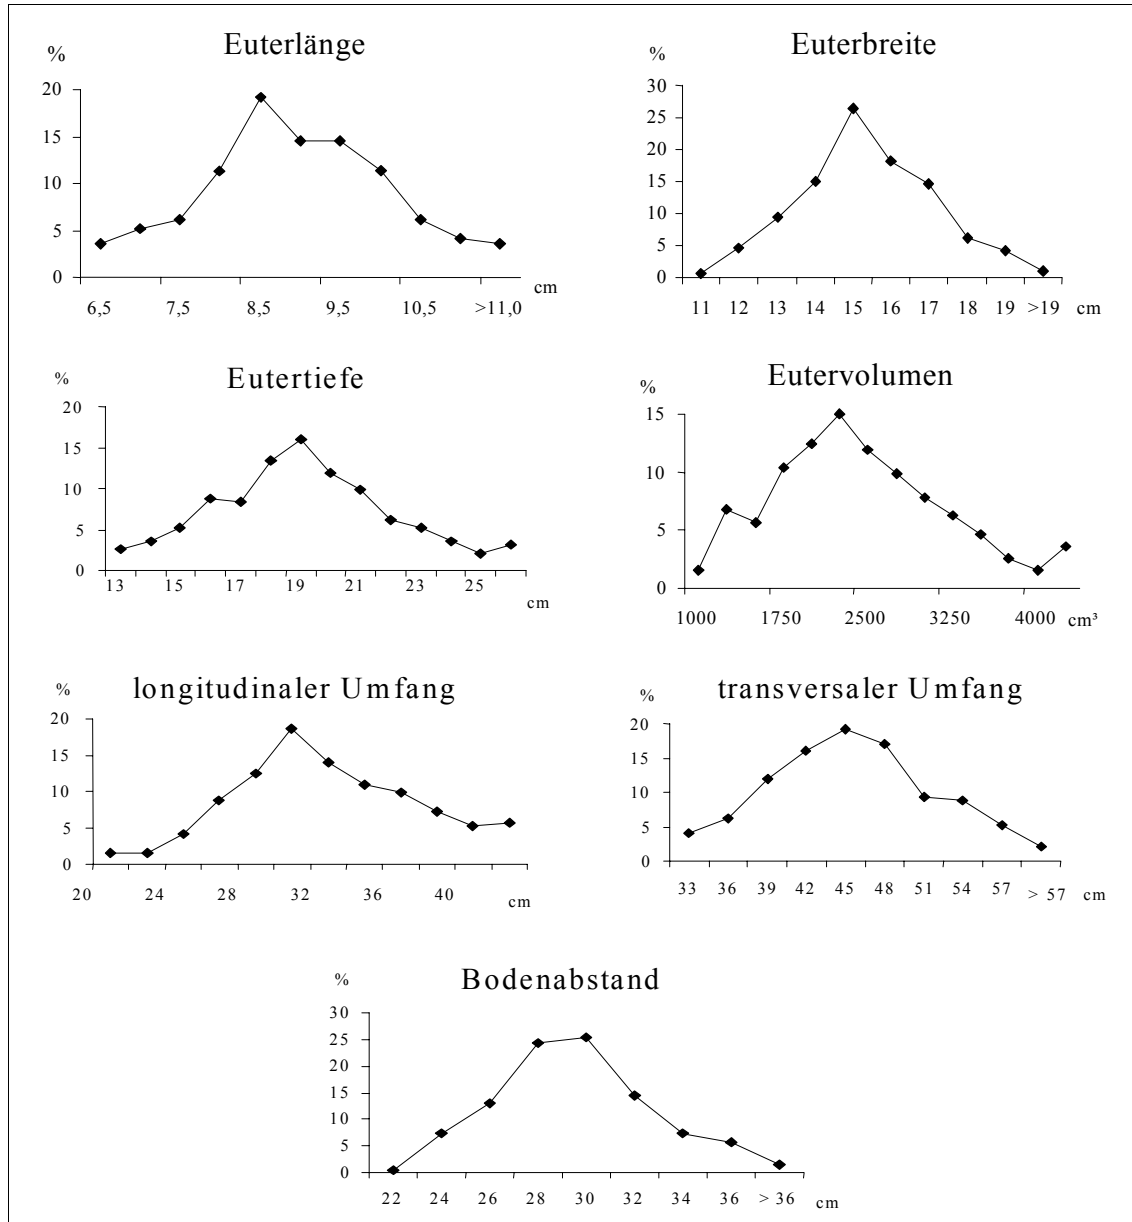 Euterlänge
%
20
15
10
5
0
6,5 7,5 8,5 9,5 10,5 >11,0
cm
Euterbreite
%
30
25
20
15
10
5
0
11 12 13 14 15 16 17 18 19 >19 cm
Eutertiefe
%
20
15
10
5
0
13 15 17 19 21 23 25
cm
Eutervolumen
%
15
10
5
0
1000 1750 2500 3250 4000 cm³
longitudinaler Umfang
%
20
15
10
5
0
20 24 28 32 36 40
cm
transversaler Umfang
%
20
15
10
5
0
33 36 39 42 45 48 51 54 57 > 57 cm
Bodenabstand
%
30
25
20
15
10
5
0
22 24 26 28 30 32 34 36 > 36 cm